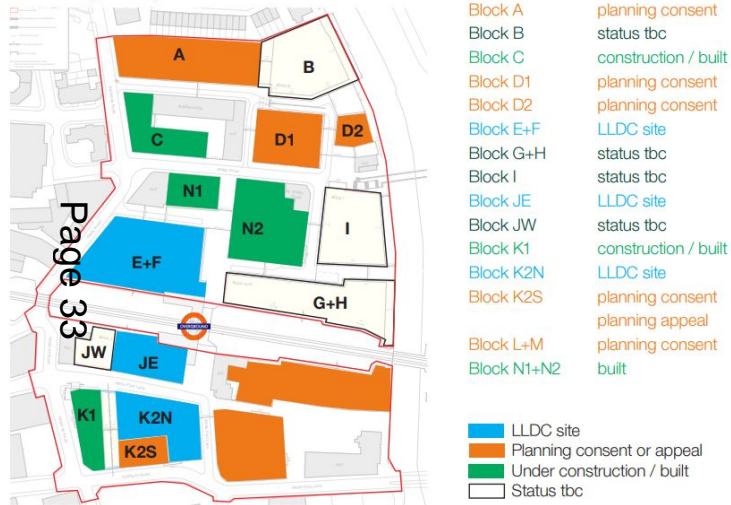 A
B
C
D1
D2
N1
N2
I
E+F
G+H
Page 33
OVERGROUND
JW
JE
K1
K2N
K2S
Block A planning consent
Block B status tbc
Block C construction / built
Block D1 planning consent
Block D2 planning consent
Block E+F LLDC site
Block G+H status tbc
Block I status tbc
Block JE LLDC site
Block JW status tbc
Block K1 construction / built
Block K2N LLDC site
Block K2S planning consent
planning appeal
Block L+M planning consent
Block N1+N2 built
LLDC site
Planning consent or appeal
Under construction / built
Status tbc